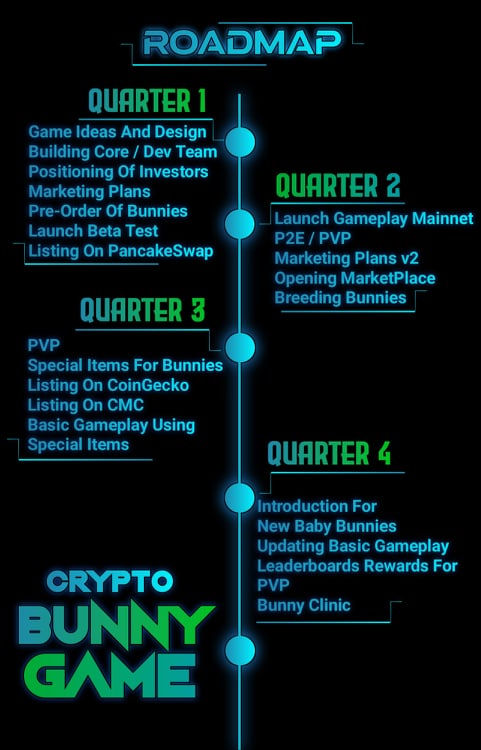 ROADMAP
QUARTER 1
Game Ideas And Design
Building Core / Dev Team
Positioning Of Investors
Marketing Plans
Pre-Order Of Bunnies
Launch Beta Test
Listing On PancakeSwap
QUARTER 2
Launch Gameplay Mainnet
P2E / PVP
Marketing Plans v2
Opening MarketPlace
Breeding Bunnies
QUARTER 3
PVP
Special Items For Bunnies
Listing On CoinGecko
Listing On CMC
Basic Gameplay Using
Special Items
QUARTER 4
Introduction For
New Baby Bunnies
Updating Basic Gameplay
Leaderboards Rewards For
PVP
Bunny Clinic
CRYPTO
BUNNY
GAME